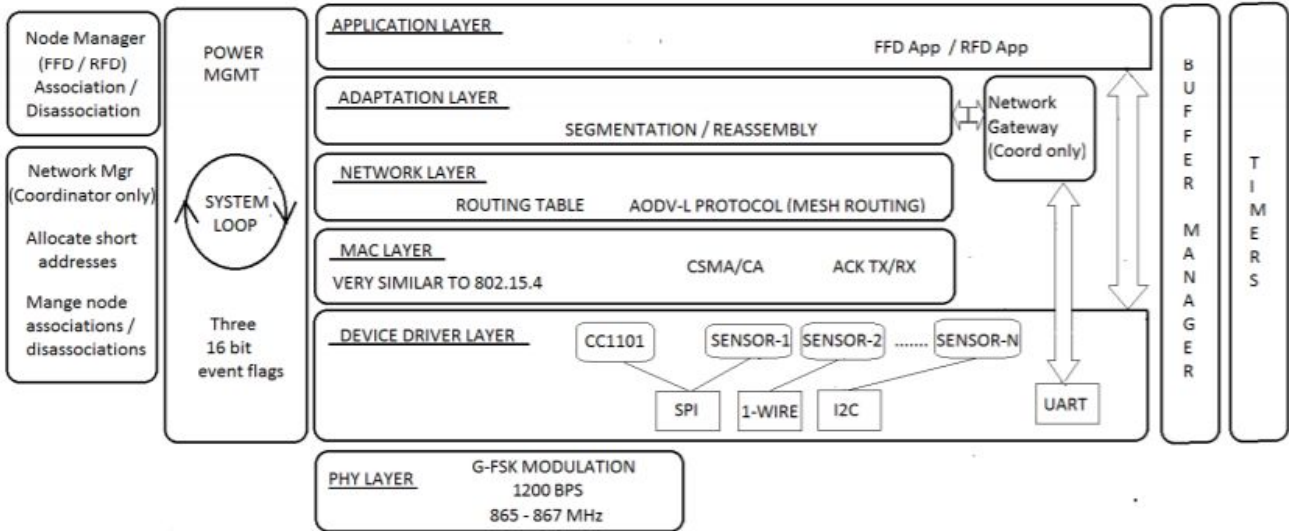 Node Manager
(FFD / RFD)
Association /
Disassociation
Network Mgr
(Coordinator only)
Allocate short
addresses
Mange node
associations /
disassociations
POWER
MGMT
SYSTEM
LOOP
Three
16 bit
event flags
APPLICATION LAYER
FFD App / RFD App
ADAPTATION LAYER
SEGMENTATION / REASSEMBLY
Network
Gateway
(Coord only)
NETWORK LAYER
ROUTING TABLE AODV-L PROTOCOL (MESH ROUTING)
MAC LAYER
CSMA/CA ACK TX/RX
VERY SIMILAR TO 802.15.4
DEVICE DRIVER LAYER
CC1101 SENSOR-1 SENSOR-2 ....... SENSOR-N
SPI 1-WIRE I2C UART
PHY LAYER
G-FSK MODULATION
1200 BPS
865 - 867 MHz
BUFFER MANAGER
TIMERS